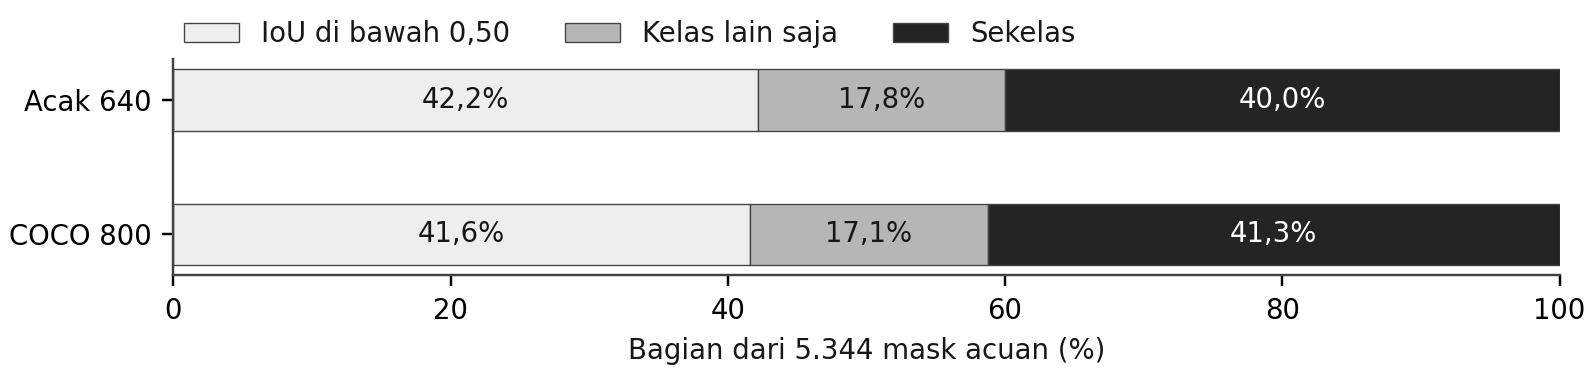 IoU di bawah 0,50 Kelas lain saja Sekelas
Acak 640 42,2% 17,8% 40,0%
COCO 800 41,6% 17,1% 41,3%
0 20 40 60 80 100
Bagian dari 5.344 mask acuan (%)